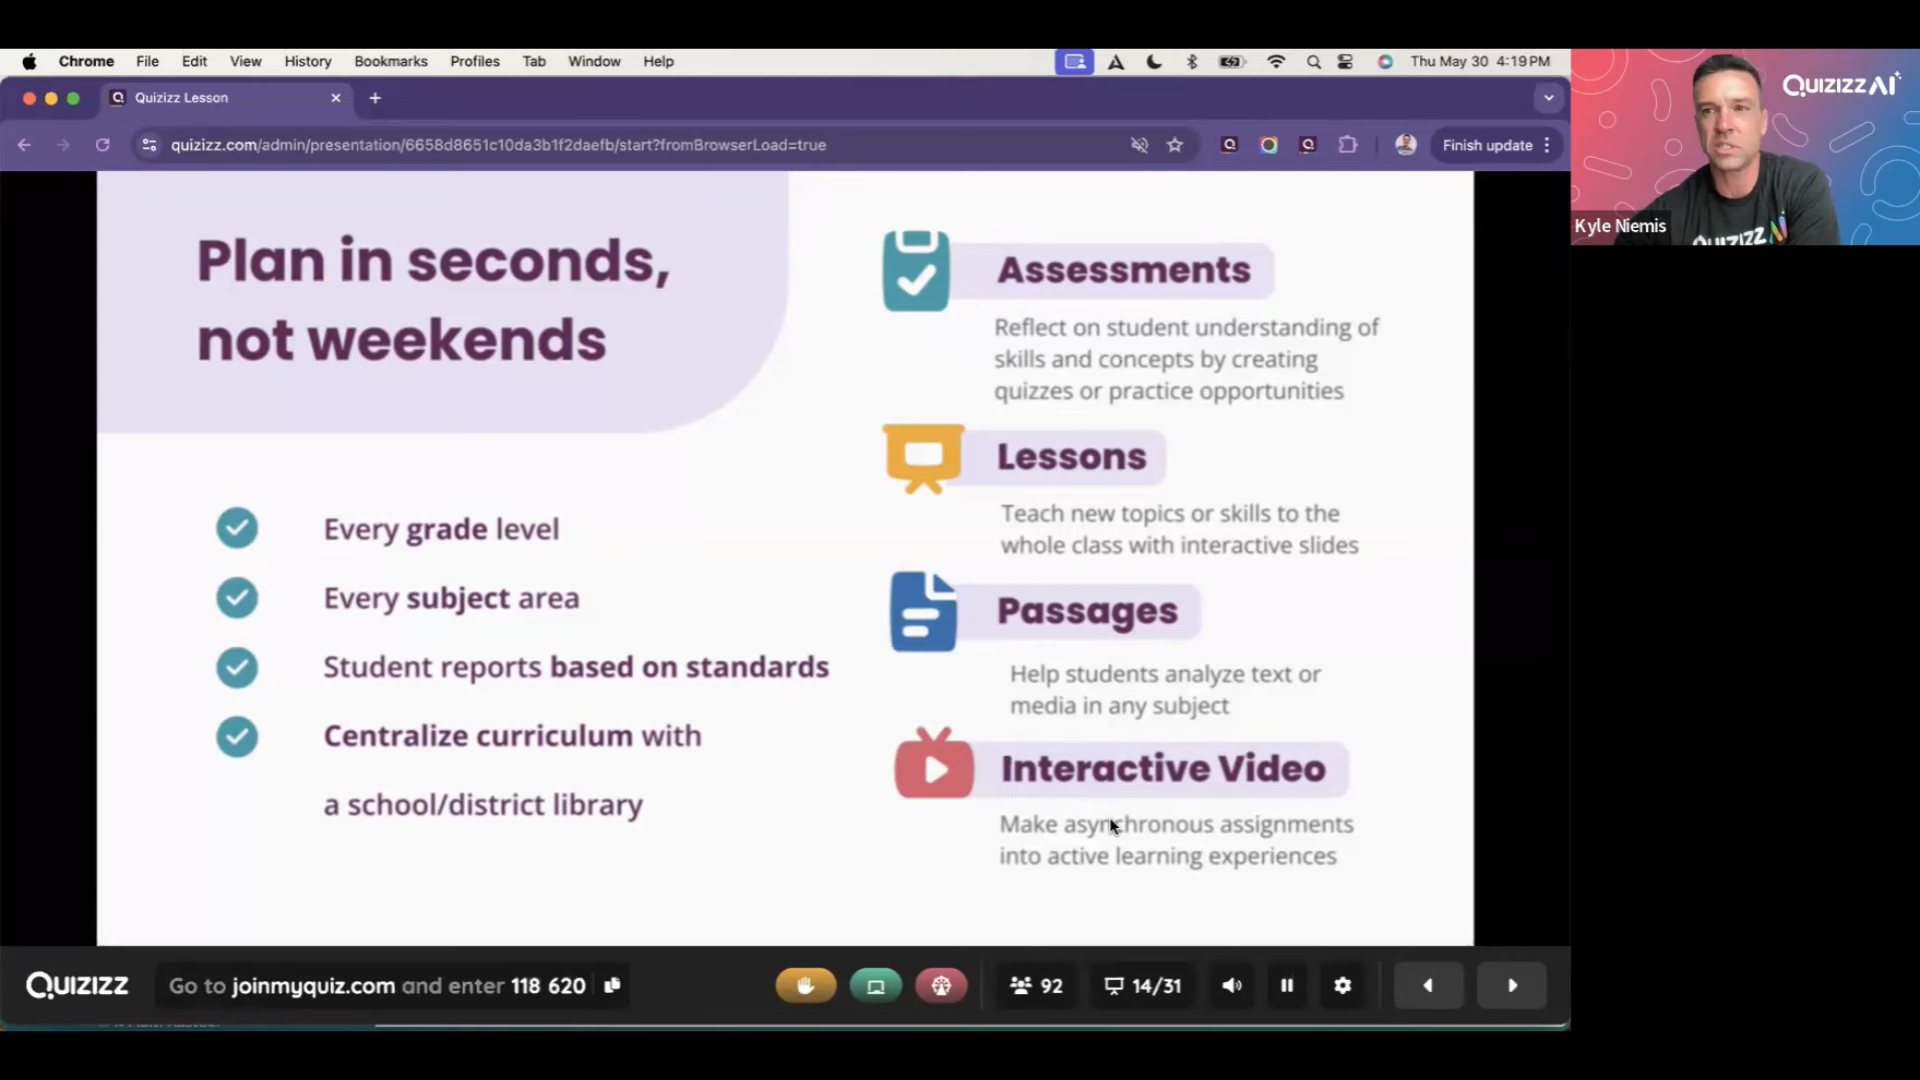 Chrome File Edit View History Bookmarks Profiles Tab Window Help
Thu May 30 4:19 PM
Quizizz Lesson
quizizz.com/admin/presentation/6658d8651c10da3b1f2daefb/start?fromBrowserLoad=true
Finish update
Quizizz AI
QUIZIZZ
Kyle Niemis
Plan in seconds,
not weekends
Every grade level
Every subject area
Student reports based on standards
Centralize curriculum with
a school/district library
Assessments
Reflect on student understanding of
skills and concepts by creating
quizzes or practice opportunities
Lessons
Teach new topics or skills to the
whole class with interactive slides
Passages
Help students analyze text or
media in any subject
Interactive Video
Make asynchronous assignments
into active learning experiences
Quizizz
Go to joinmyquiz.com and enter 118 620
92
14/31